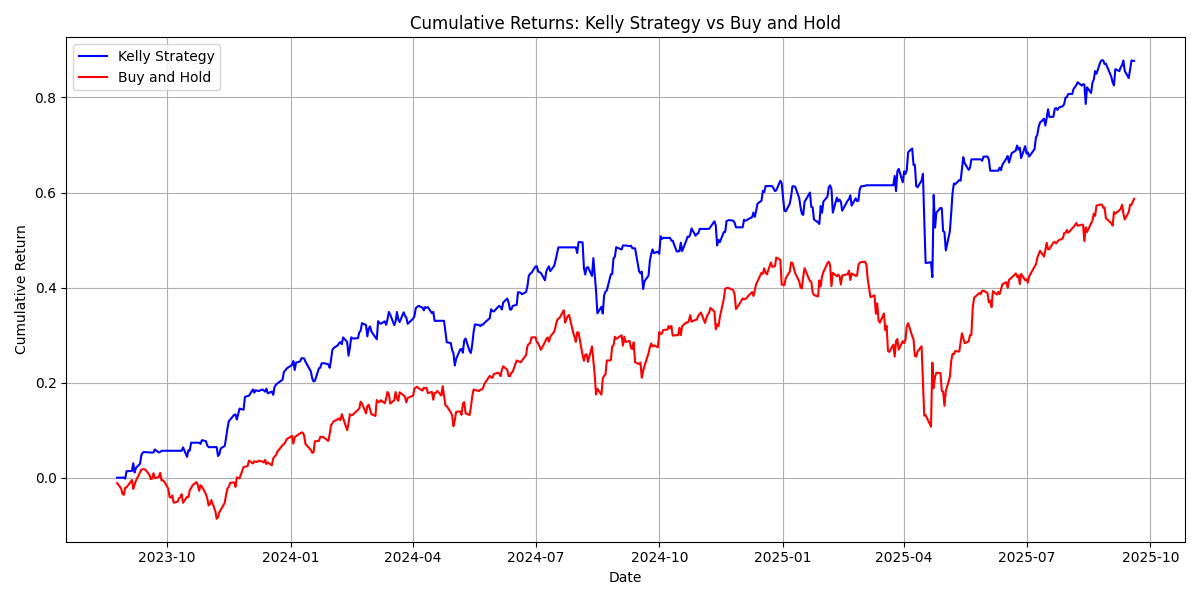 Cumulative Returns: Kelly Strategy vs Buy and Hold
Kelly Strategy
Buy and Hold
Cumulative Return
0.8
0.6
0.4
0.2
0.0
2023-10 2024-01 2024-04 2024-07 2024-10 2025-01 2025-04 2025-07 2025-10
Date